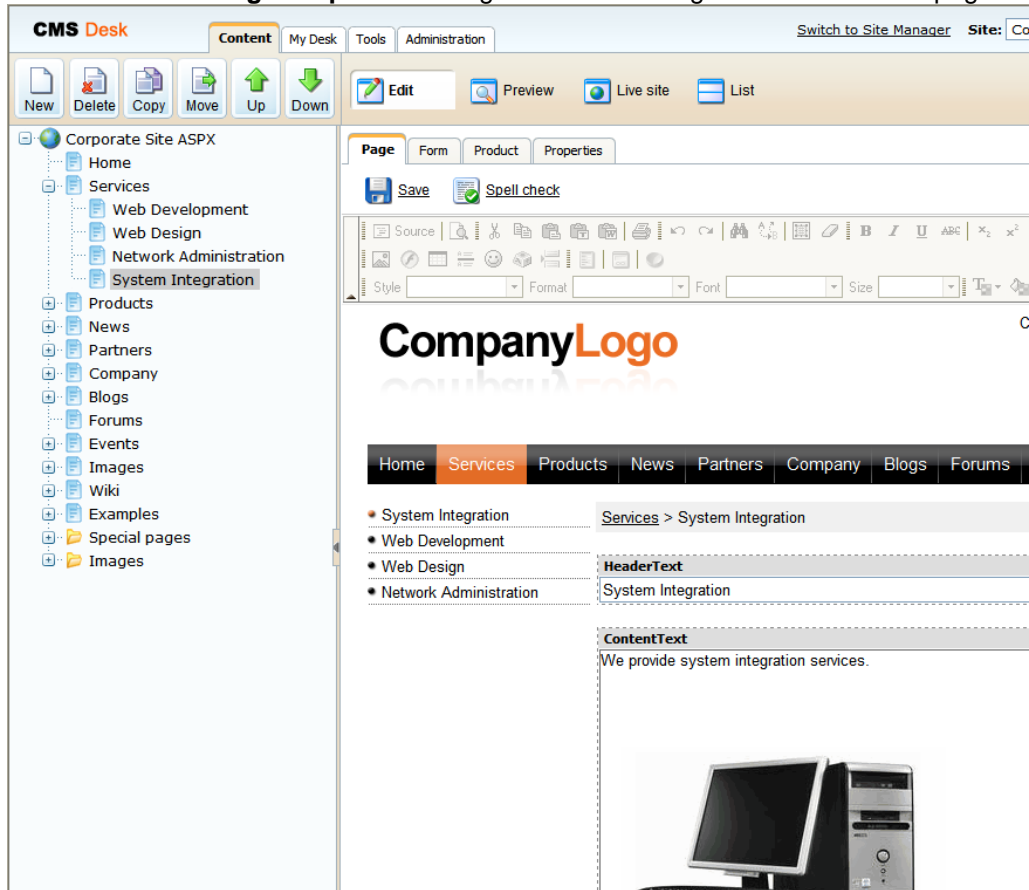 CMS Desk
Content My Desk Tools Administration
Switch to Site Manager Site:
New Delete Copy Move Up Down
Edit Preview Live site List
Corporate Site ASPX
Home
Services
Web Development
Web Design
Network Administration
System Integration
Products
News
Partners
Company
Blogs
Forums
Events
Images
Wiki
Examples
Special pages
Images
Page Form Product Properties
Save Spell check
Source B I U ABC x₂ x²
Style Format Font Size
CompanyLogo
Home Services Products News Partners Company Blogs Forums
System Integration
Web Development
Web Design
Network Administration
Services > System Integration
HeaderText
System Integration
ContentText
We provide system integration services.